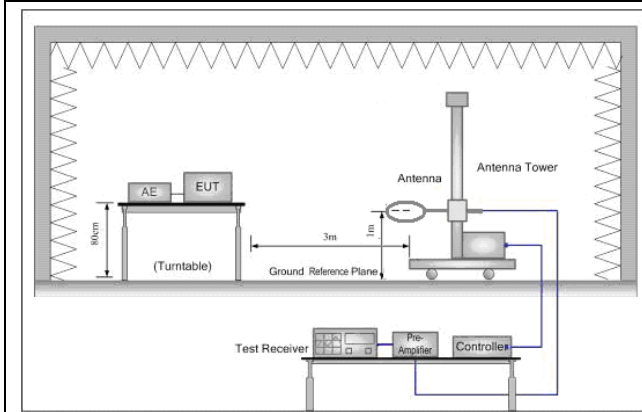 Antenna Tower
Antenna
AE
EUT
80cm
1m
3m
(Turntable)
Ground Reference Plane
Test Receiver
Pre-
Amplifier
Controller